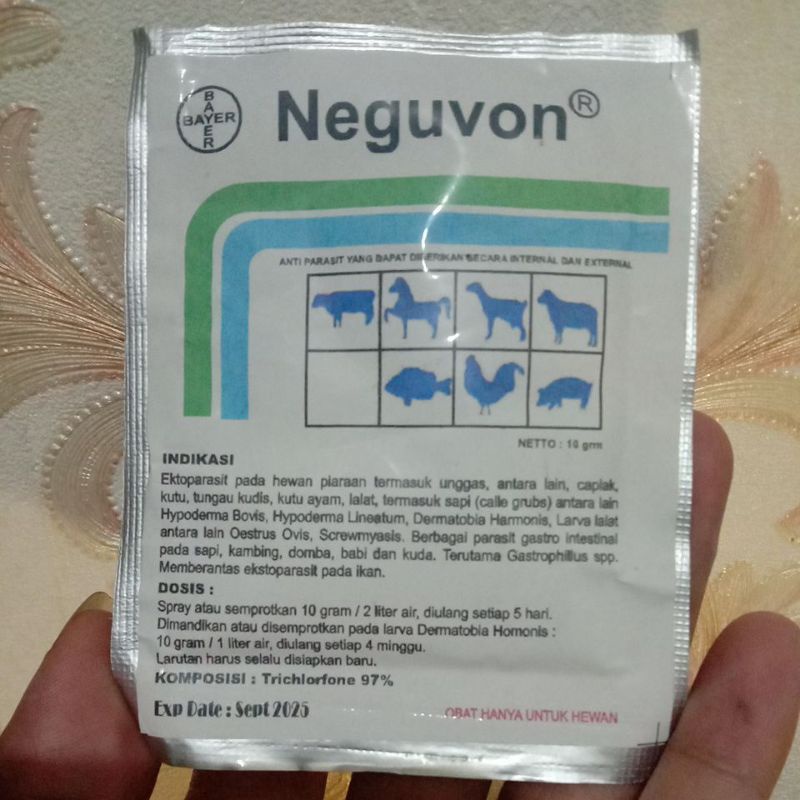 BAYER
BAYER
Neguvon®
ANTI PARASIT YANG DAPAT DIBERIKAN SECARA INTERNAL DAN EXTERNAL
NETTO : 10 grm
INDIKASI
Ektoparasit pada hewan piaraan termasuk unggas, antara lain, caplak,
kutu, tungau kudis, kutu ayam, lalat, termasuk sapi (calle grubs) antara lain
Hypoderma Bovis, Hypoderma Lineatum, Dermatobia Harmonis, Larva lalat
antara lain Oestrus Ovis, Screwmyasis. Berbagai parasit gastro intestinal
pada sapi, kambing, domba, babi dan kuda. Terutama Gastrophillus spp.
Memberantas ekstoparasit pada ikan.
DOSIS :
Spray atau semprotkan 10 gram / 2 liter air, diulang setiap 5 hari.
Dimandikan atau disemprotkan pada larva Dermatobia Homonis :
10 gram / 1 liter air, diulang setiap 4 minggu.
Larutan harus selalu disiapkan baru.
KOMPOSISI : Trichlorfone 97%
Exp Date : Sept 2025
OBAT HANYA UNTUK HEWAN